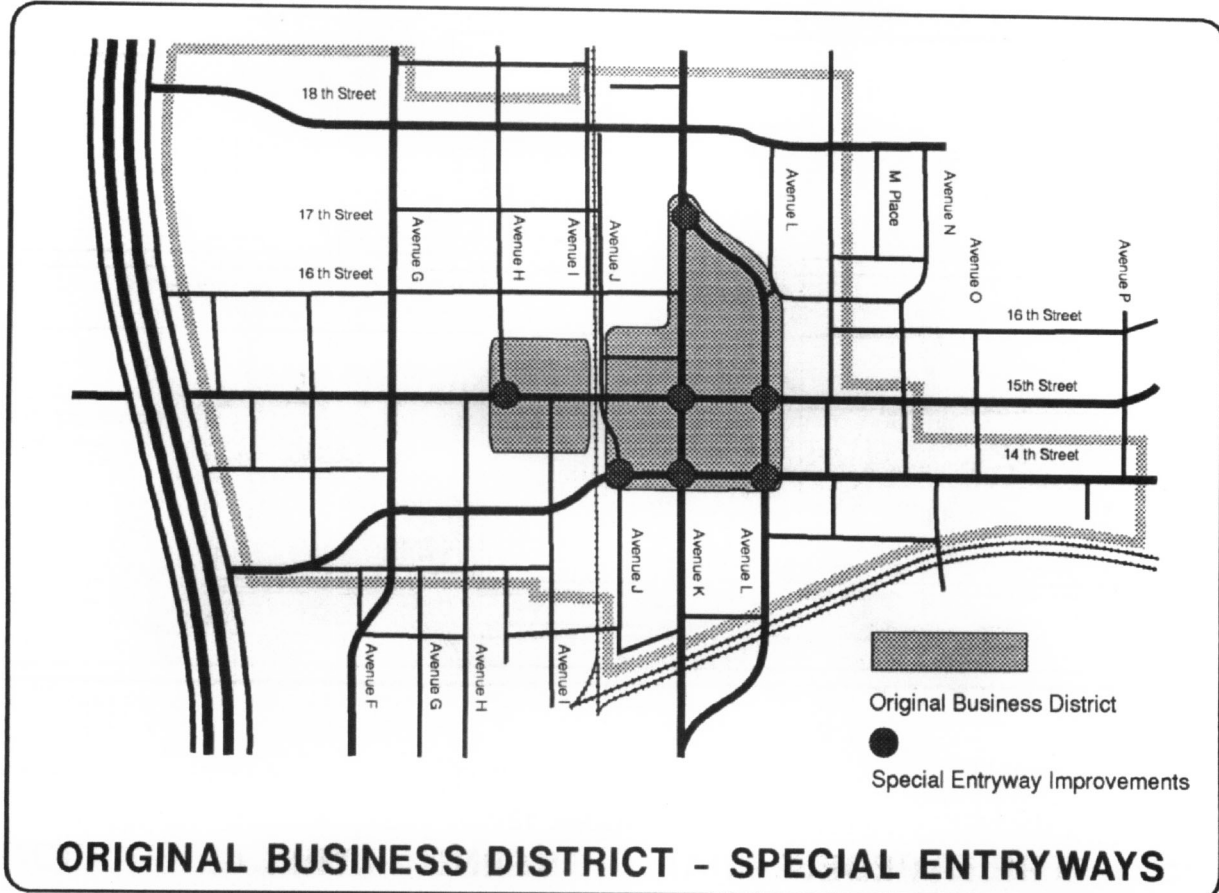 18 th Street
17 th Street
16 th Street
Avenue G
Avenue H
Avenue I
Avenue J
Avenue L
M Place
Avenue N
Avenue O
Avenue P
16 th Street
15th Street
14 th Street
Avenue J
Avenue K
Avenue L
Avenue F
Avenue G
Avenue H
Avenue I
Original Business District
Special Entryway Improvements
ORIGINAL BUSINESS DISTRICT - SPECIAL ENTRYWAYS